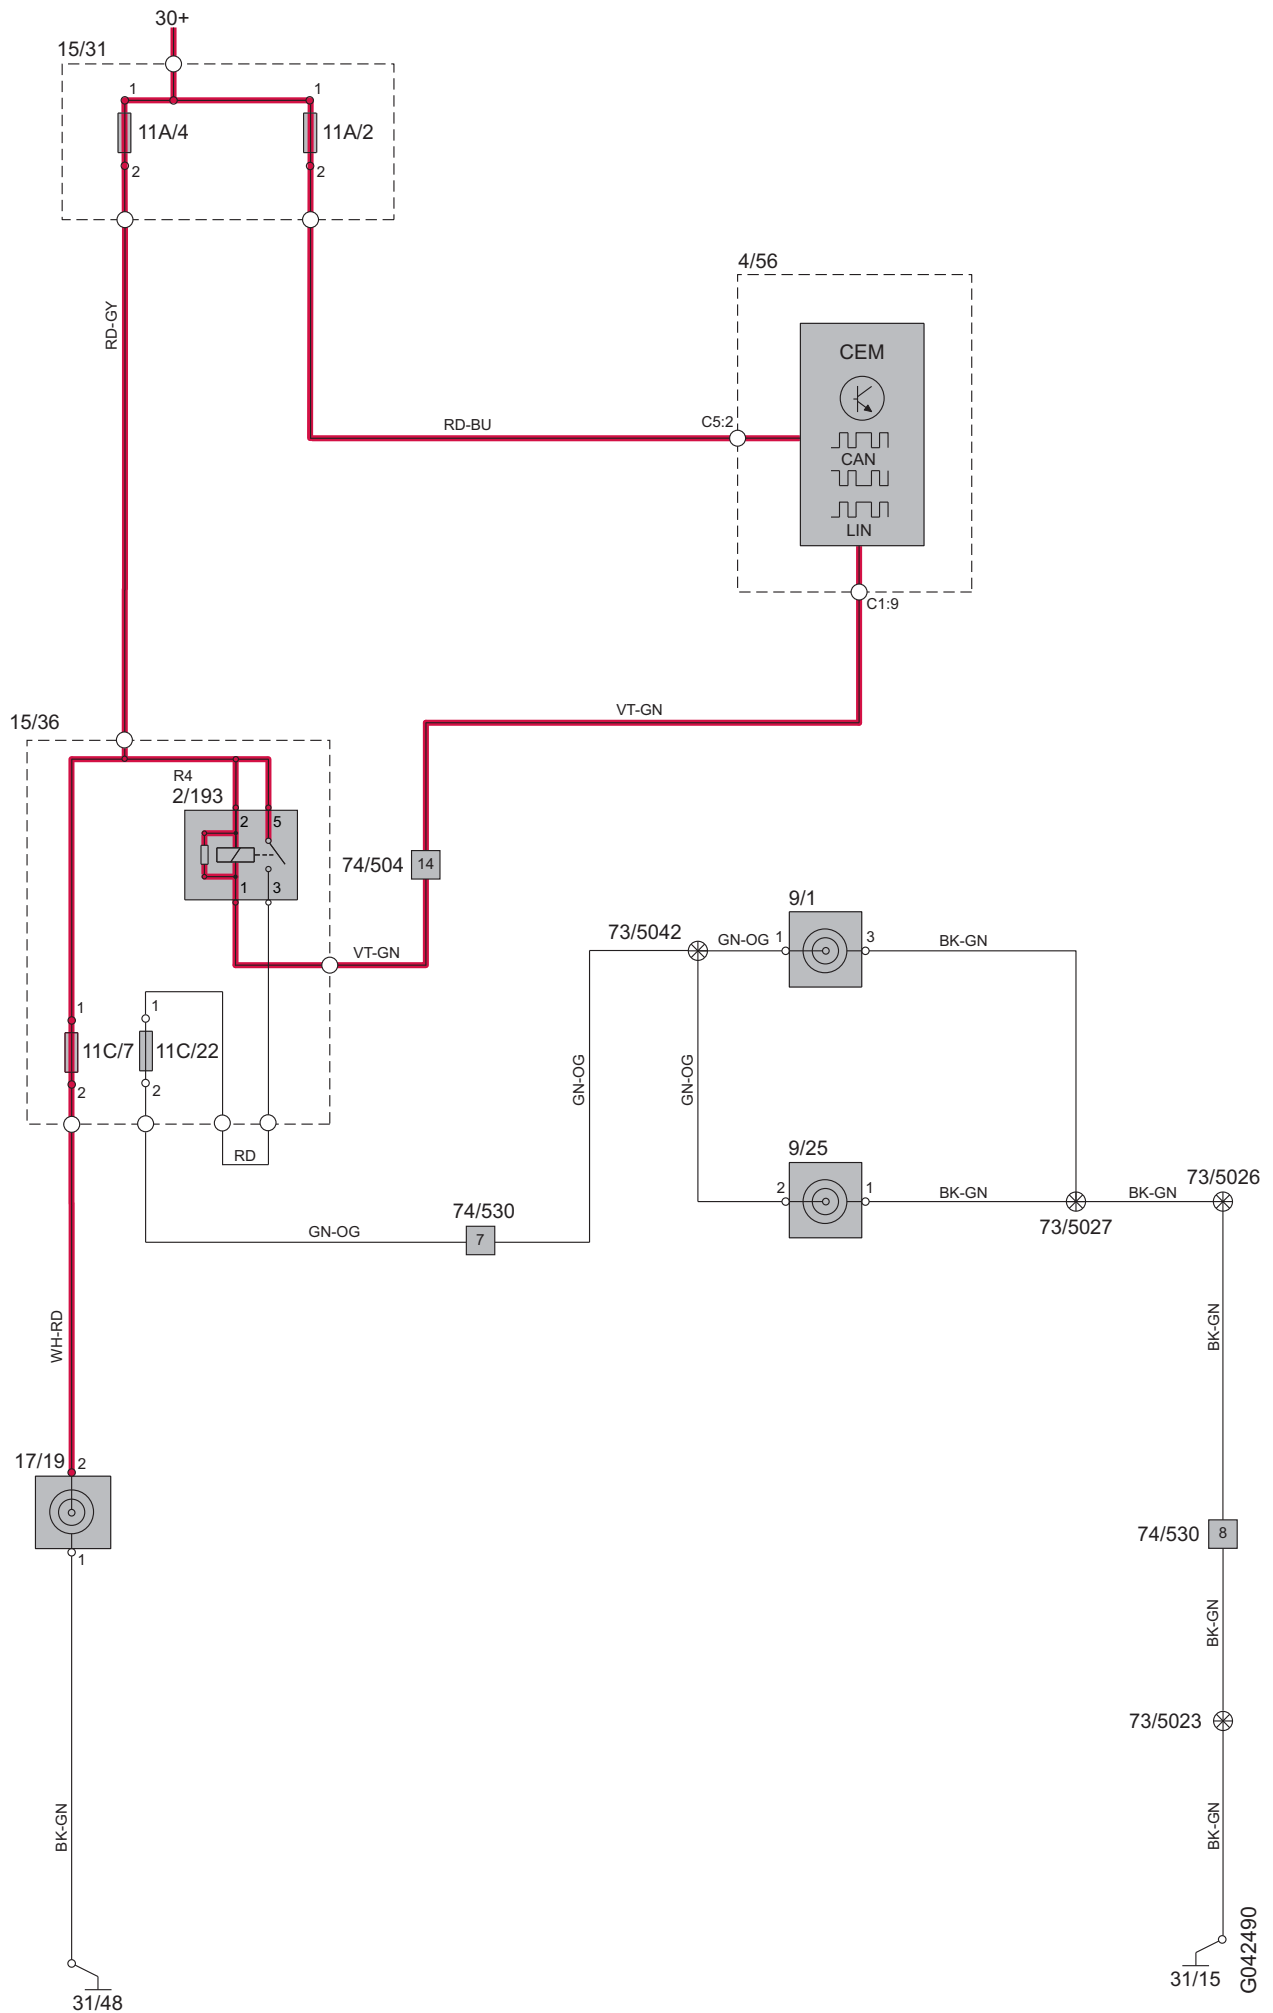 30+
15/31
1
1
11A/4
11A/2
2
2
4/56
RD-GY
CEM
RD-BU
C5:2
CAN
LIN
C1:9
VT-GN
15/36
R4
2/193
2
5
74/504
14
1
3
9/1
73/5042
GN-OG
1
3
BK-GN
VT-GN
1
1
11C/7
11C/22
GN-OG
GN-OG
2
2
9/25
RD
73/5026
2
1
BK-GN
BK-GN
74/530
73/5027
GN-OG
7
WH-RD
BK-GN
17/19
2
74/530
8
1
BK-GN
73/5023
BK-GN
BK-GN
31/48
31/15
G042490